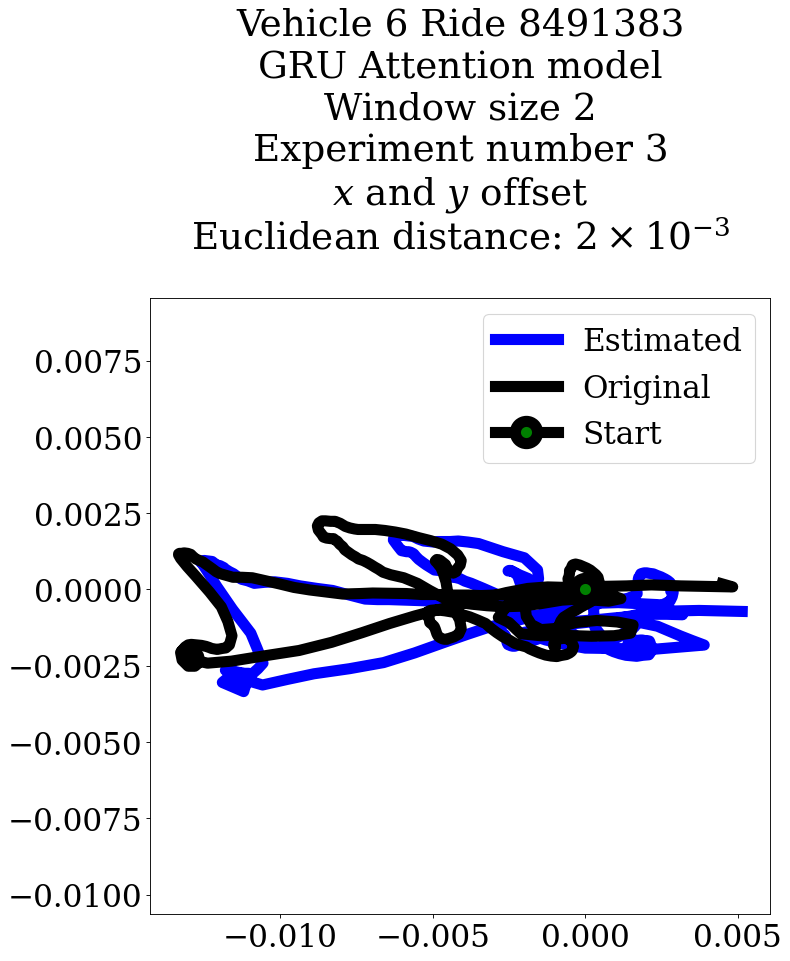 Vehicle 6 Ride 8491383
GRU Attention model
Window size 2
Experiment number 3
x and y offset
Euclidean distance: 2 × 10⁻³
Estimated
Original
Start
0.0075
0.0050
0.0025
0.0000
−0.0025
−0.0050
−0.0075
−0.0100
−0.010 −0.005 0.000 0.005